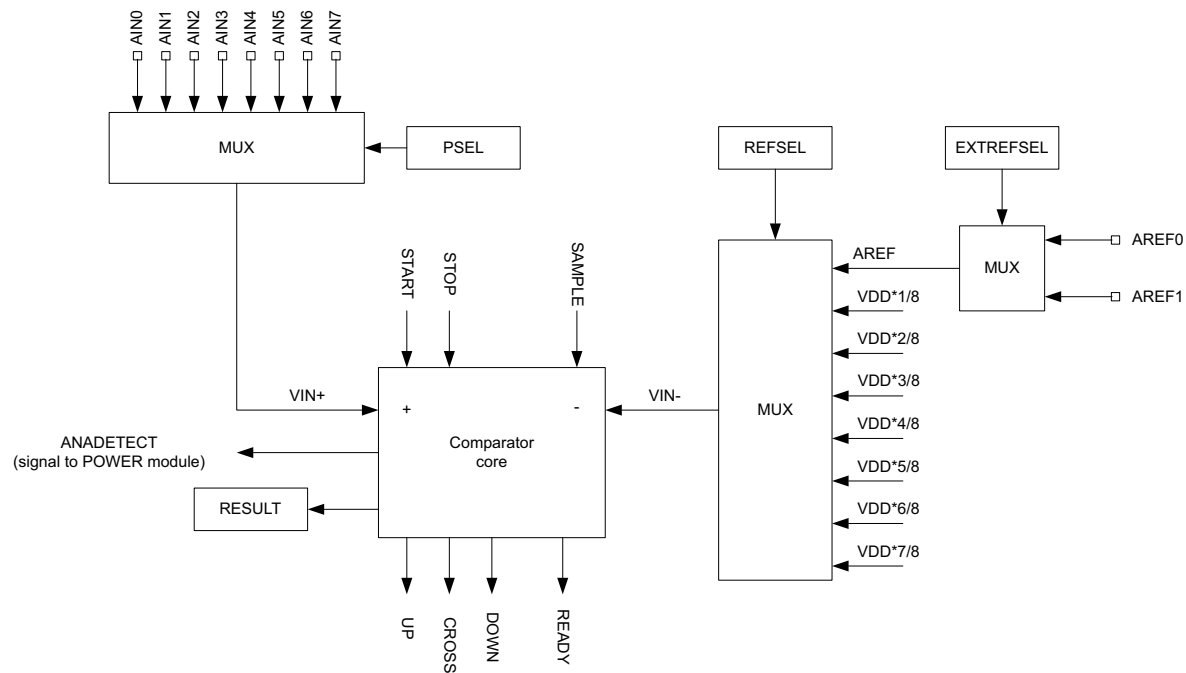 AIN0
AIN1
AIN2
AIN3
AIN4
AIN5
AIN6
AIN7
MUX
PSEL
REFSEL
EXTREFSEL
START
STOP
SAMPLE
AREF
MUX
AREF0
AREF1
VDD*1/8
VDD*2/8
VDD*3/8
VDD*4/8
VDD*5/8
VDD*6/8
VDD*7/8
MUX
VIN+
+
-
VIN-
Comparator
core
ANADETECT
(signal to POWER module)
RESULT
UP
CROSS
DOWN
READY